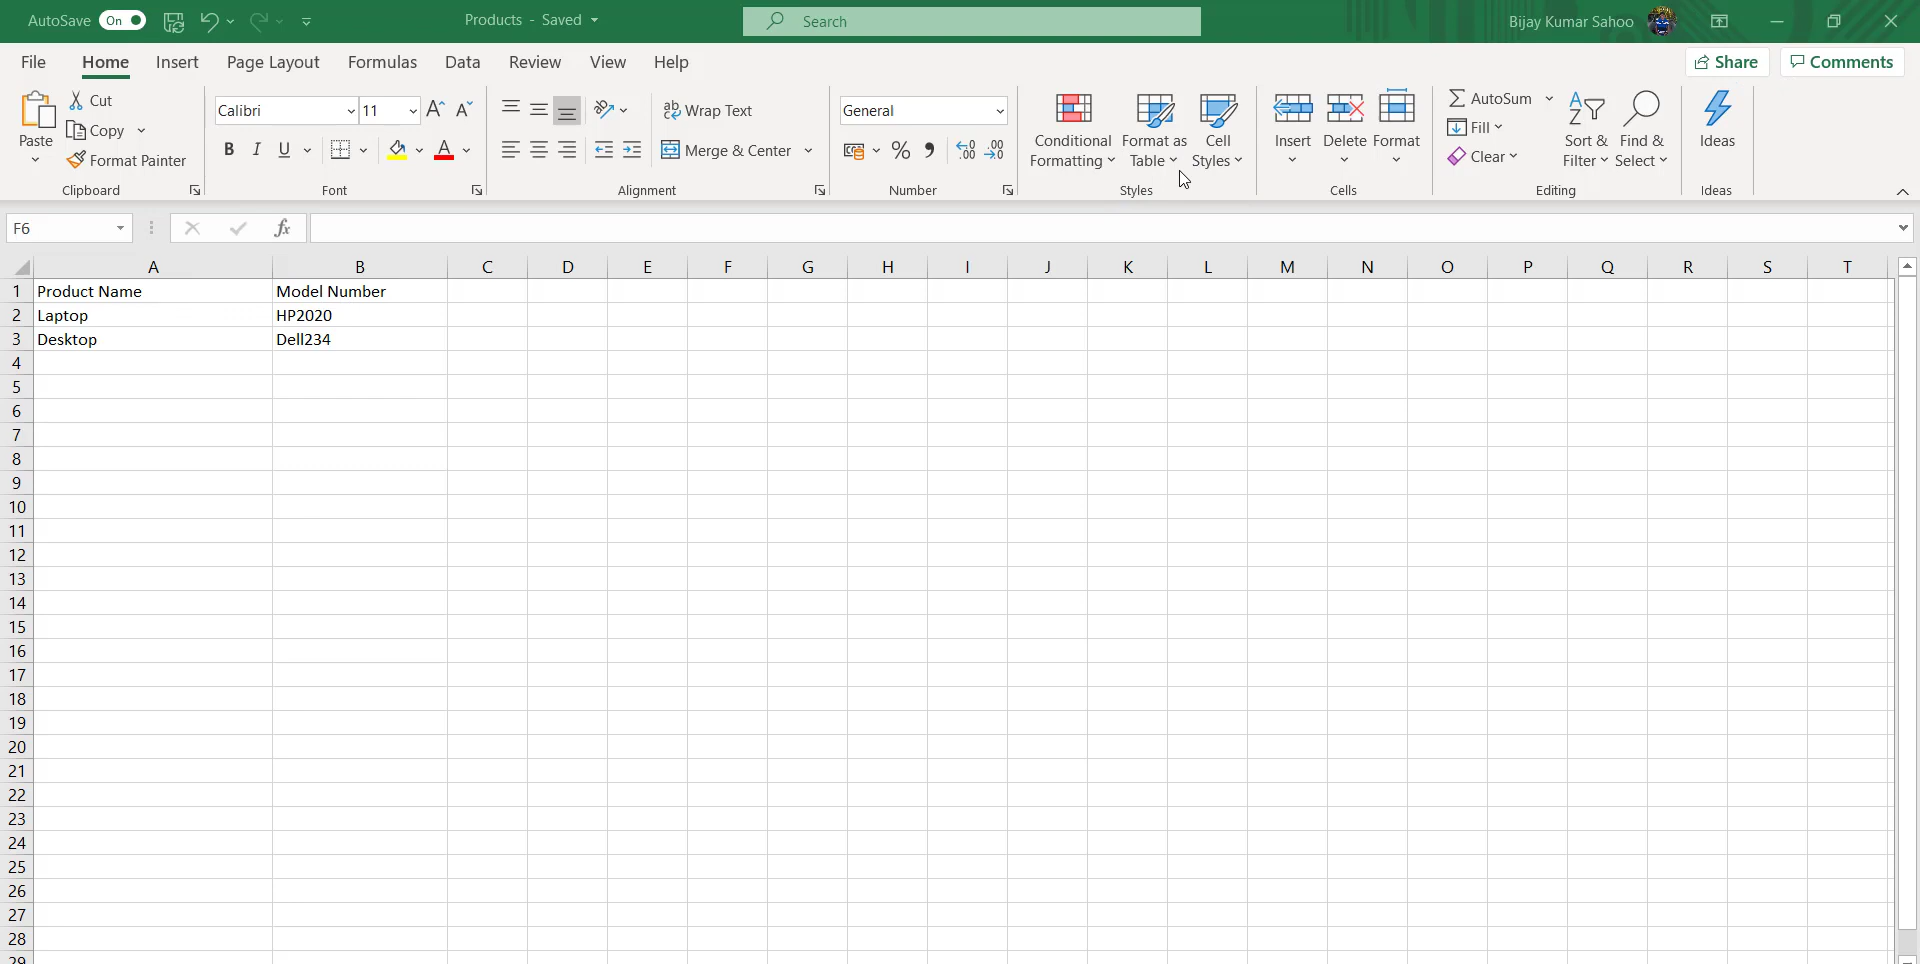 AutoSave On
Products - Saved
Search
Bijay Kumar Sahoo
File Home Insert Page Layout Formulas Data Review View Help
Share Comments
Paste
Cut
Copy
Format Painter
Clipboard
Calibri 11
B I U A
Font
Wrap Text
Merge & Center
Alignment
General
% 
Number
Conditional Formatting
Format as Table
Cell Styles
Styles
Insert Delete Format
Cells
AutoSum
Fill
Clear
Sort & Filter
Find & Select
Editing
Ideas
Ideas
F6 fx
A B C D E F G H I J K L M N O P Q R S T
1 Product Name Model Number
2 Laptop HP2020
3 Desktop Dell234
4
5
6
7
8
9
10
11
12
13
14
15
16
17
18
19
20
21
22
23
24
25
26
27
28
29